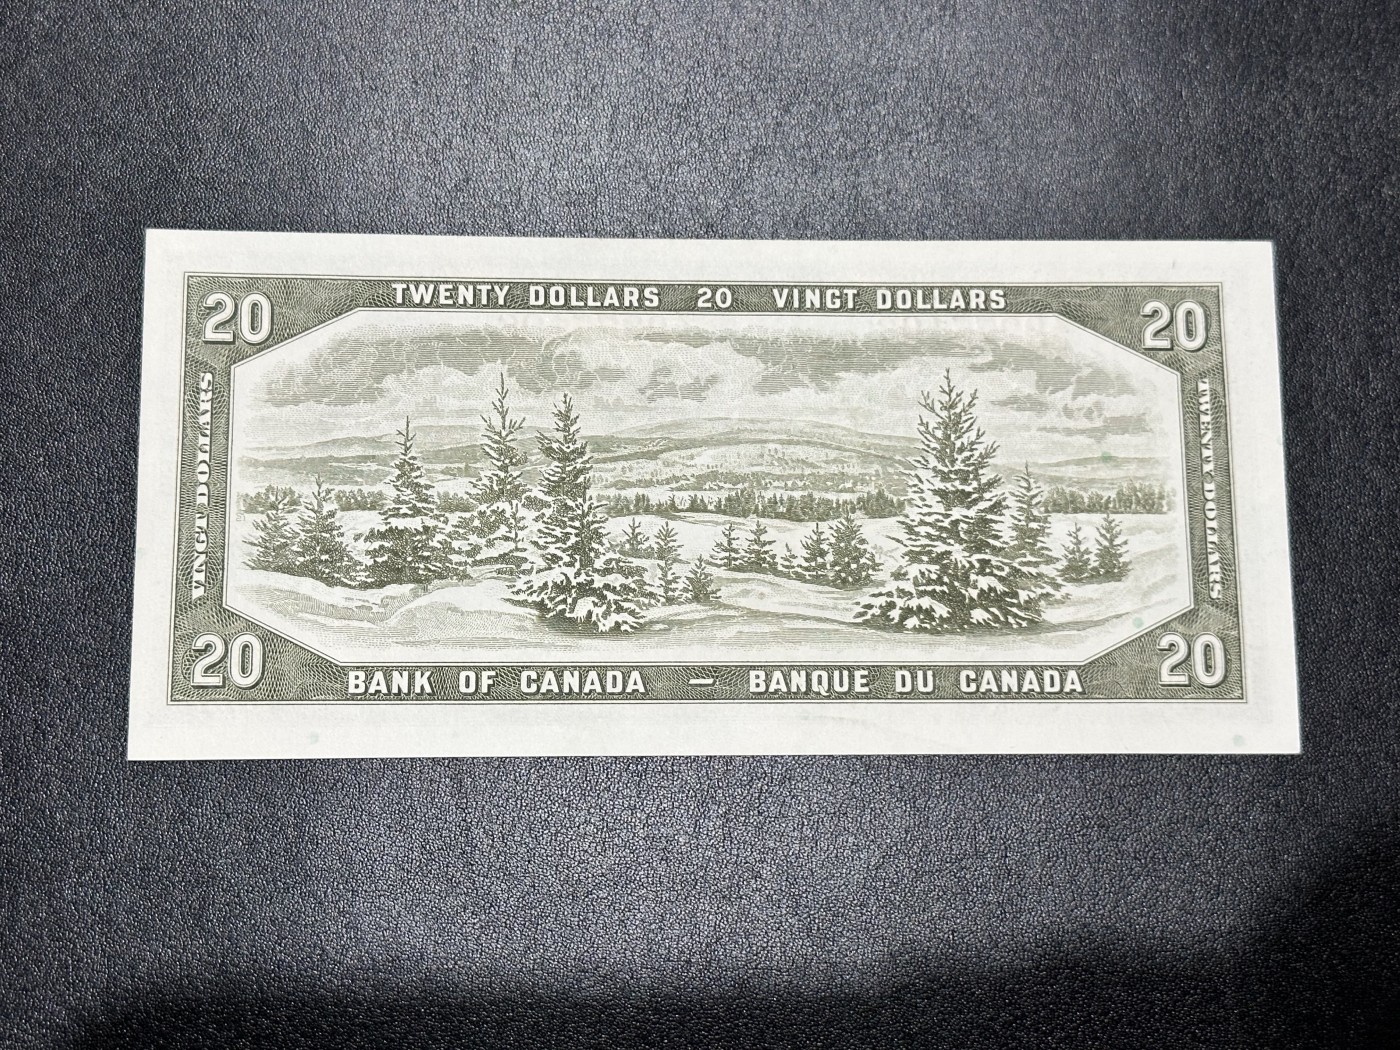 TWENTY DOLLARS 20 VINGT DOLLARS
20
20
VINGT DOLLARS
TWENTY DOLLARS
20
20
BANK OF CANADA — BANQUE DU CANADA